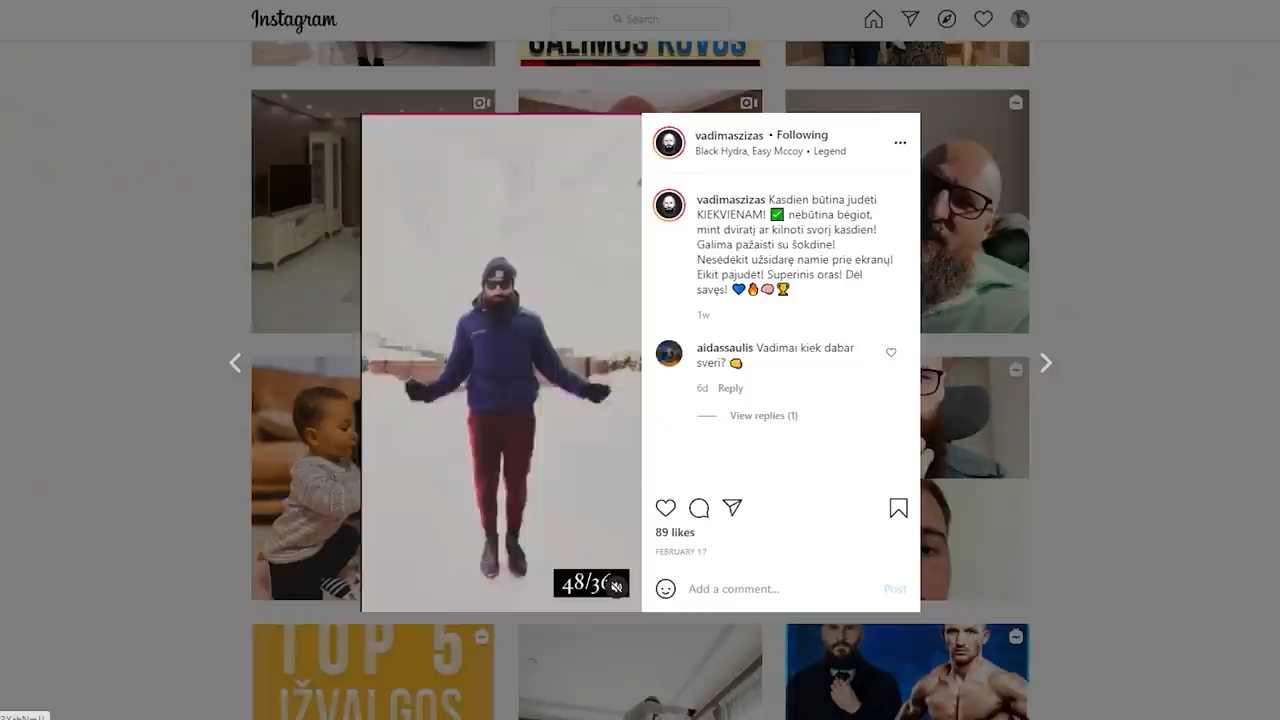 Instagram
Search
GALIMOS KOVOS
vadimaszizas • Following
Black Hydra, Easy Mccoy • Legend
vadimaszizas Kasdien būtina judėti
KIEKVIENAM! ✅ nebūtina bėgiot,
mint dviratį ar kilnoti svorį kasdien!
Galima pažaisti su šokdine!
Nesėdėkit užsidarę namie prie ekranų!
Eikit pajudėt! Superinis oras! Dėl
savęs! 💙🔥🧠🏆
1w
aidassaulis Vadimai kiek dabar
sveri? 👊
6d Reply
View replies (1)
89 likes
FEBRUARY 17
48/36
Add a comment...
Post
TOP 5
IŽVALGOS